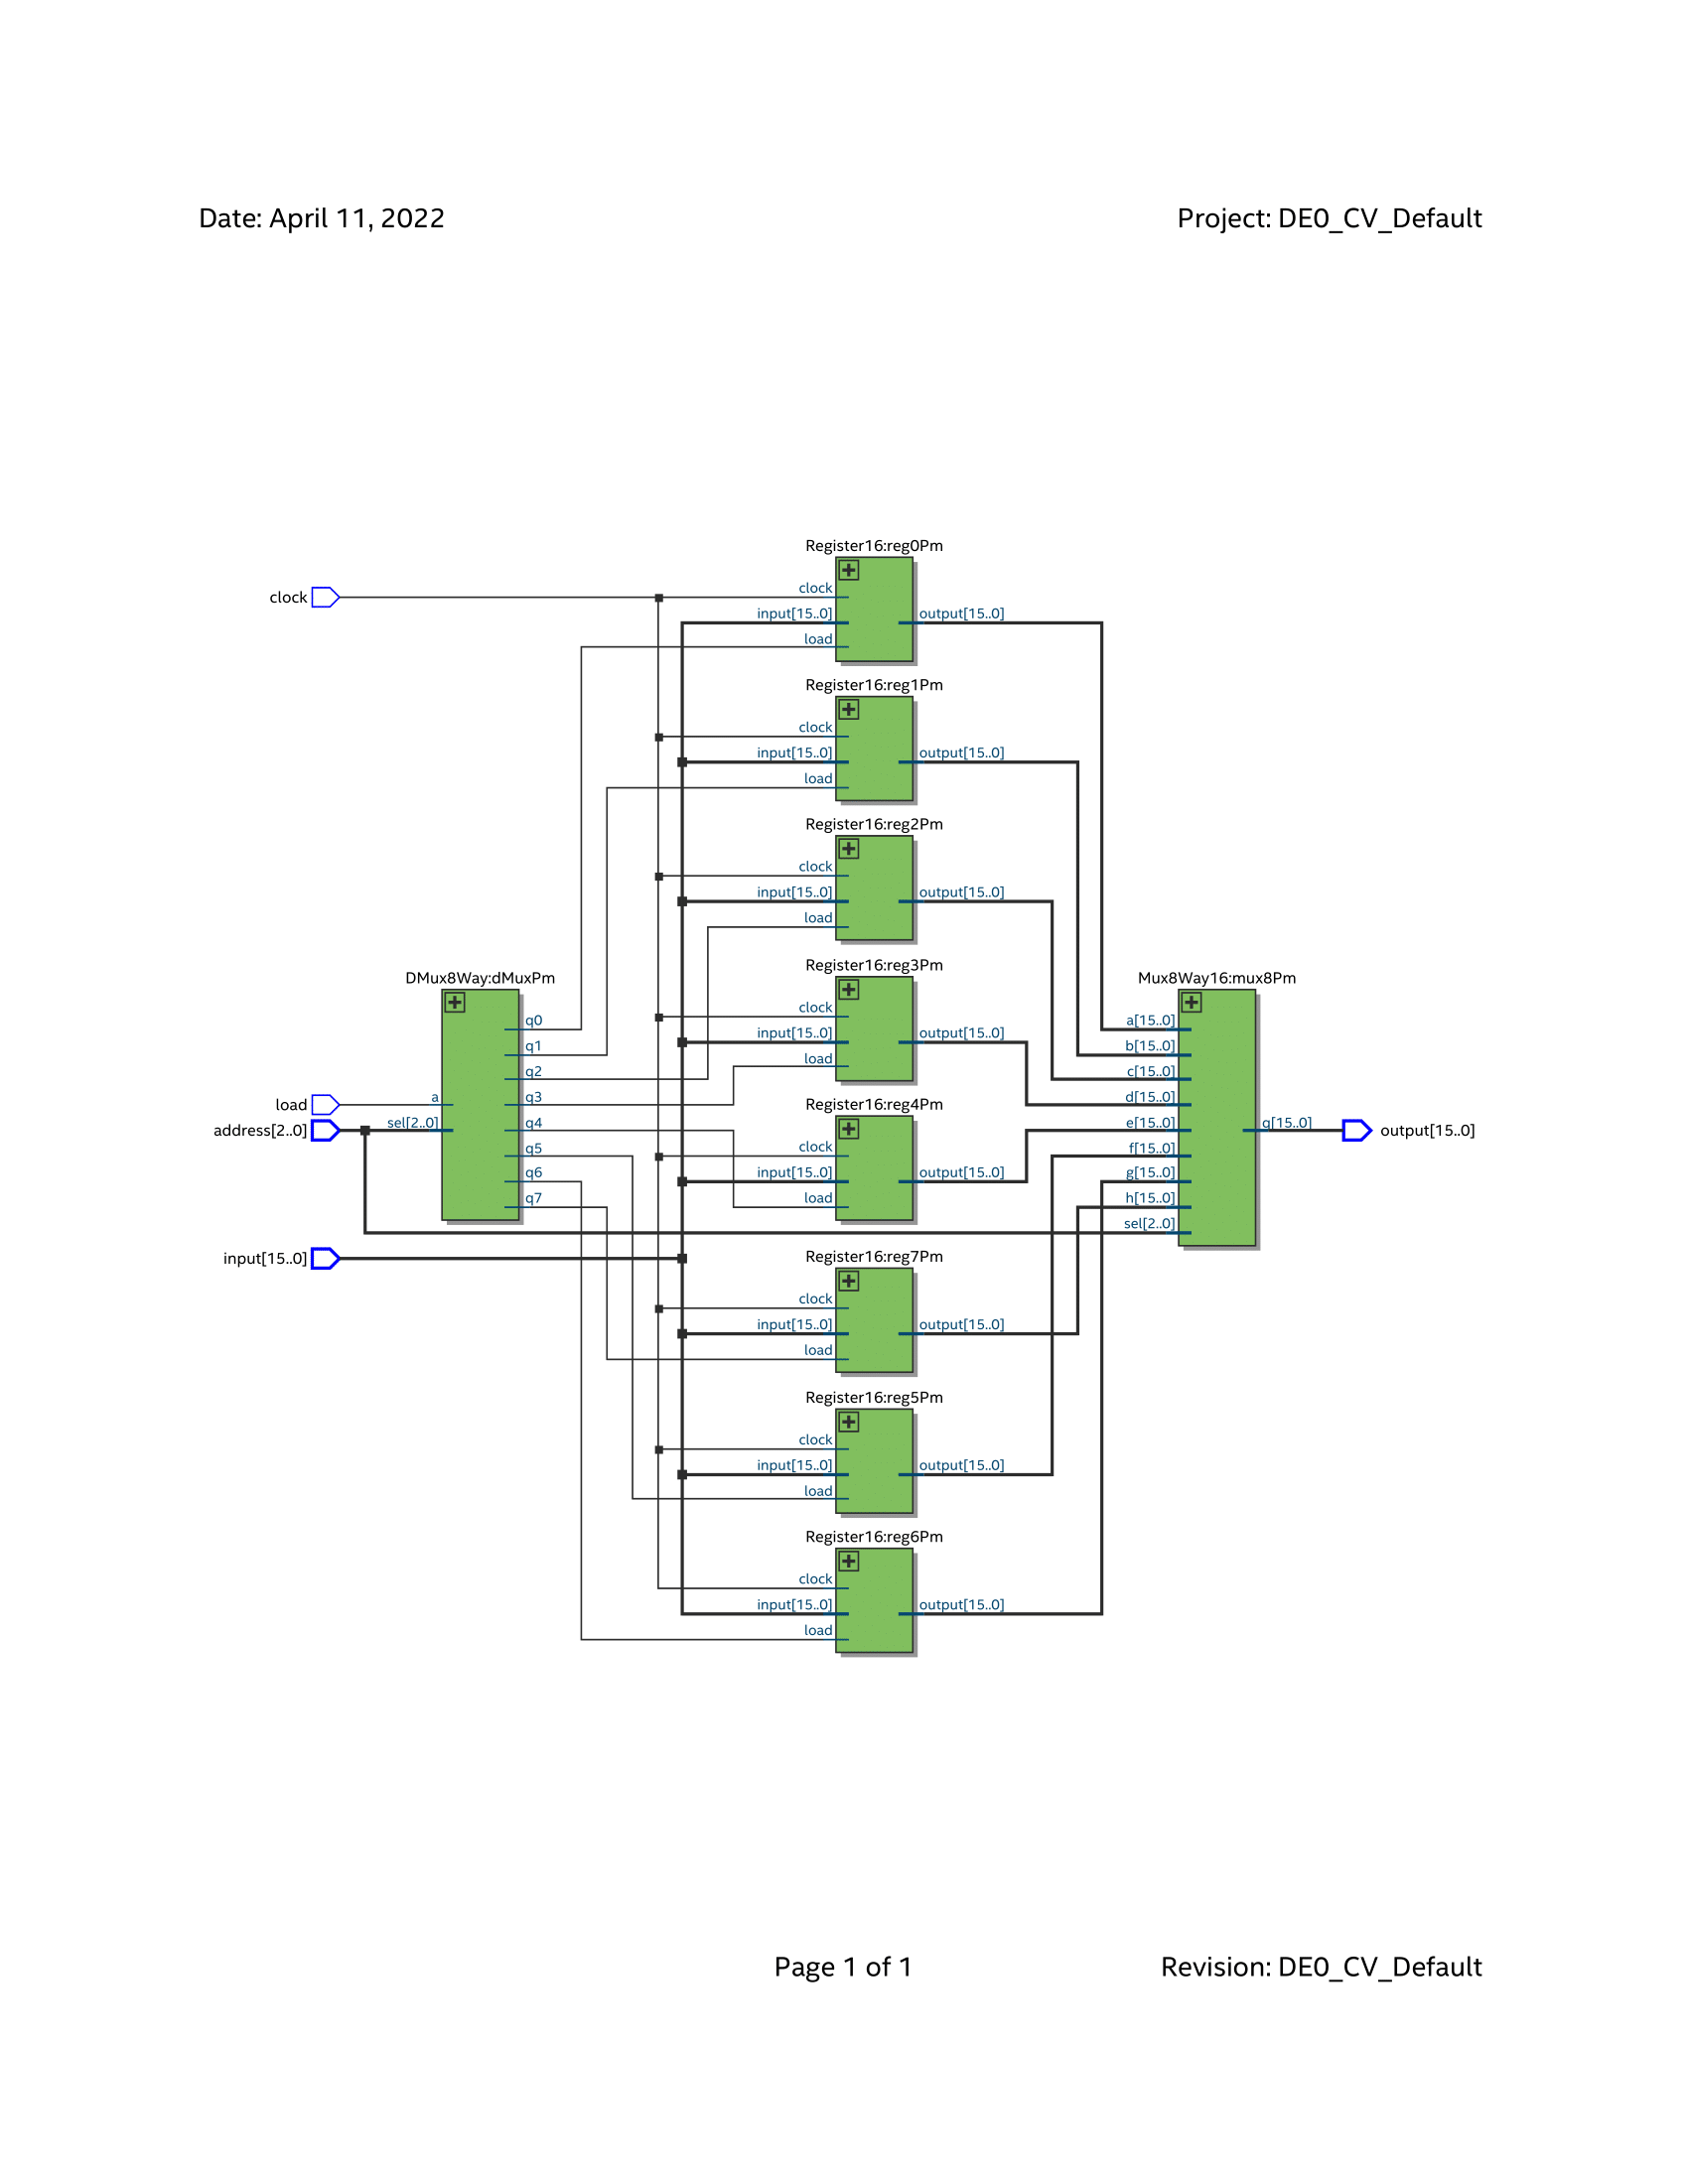 Date: April 11, 2022
Project: DE0_CV_Default
Register16:reg0Pm
clock
clock
input[15..0]
output[15..0]
load
Register16:reg1Pm
clock
input[15..0]
output[15..0]
load
Register16:reg2Pm
clock
input[15..0]
output[15..0]
load
DMux8Way:dMuxPm
q0
q1
q2
q3
q4
q5
q6
q7
load
a
address[2..0]
sel[2..0]
input[15..0]
Register16:reg3Pm
clock
input[15..0]
output[15..0]
load
Register16:reg4Pm
clock
input[15..0]
output[15..0]
load
Mux8Way16:mux8Pm
a[15..0]
b[15..0]
c[15..0]
d[15..0]
e[15..0]
f[15..0]
g[15..0]
h[15..0]
sel[2..0]
q[15..0]
output[15..0]
Register16:reg7Pm
clock
input[15..0]
output[15..0]
load
Register16:reg5Pm
clock
input[15..0]
output[15..0]
load
Register16:reg6Pm
clock
input[15..0]
output[15..0]
load
Page 1 of 1
Revision: DE0_CV_Default